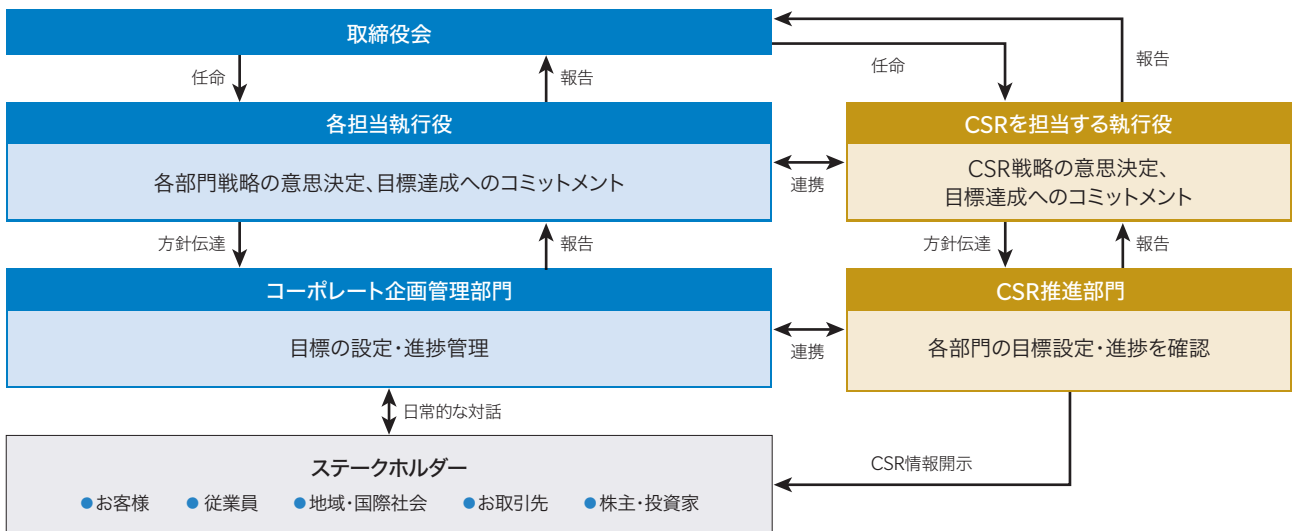 取締役会
任命
報告
任命
報告
各担当執行役
各部門戦略の意思決定、目標達成へのコミットメント
連携
CSRを担当する執行役
CSR戦略の意思決定、
目標達成へのコミットメント
方針伝達
報告
方針伝達
報告
コーポレート企画管理部門
目標の設定・進捗管理
連携
CSR推進部門
各部門の目標設定・進捗を確認
日常的な対話
CSR情報開示
ステークホルダー
●お客様 ●従業員 ●地域・国際社会 ●お取引先 ●株主・投資家